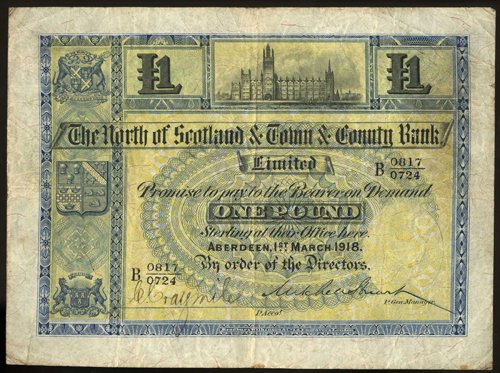 £1 £1
The North of Scotland & Town & County Bank
Limited
B 0817
0724
Promise to pay to the Bearer on Demand
ONE POUND
Sterling at their Office here.
ABERDEEN, 1ST MARCH 1918.
By order of the Directors.
B 0817
0724
P. Acct.
P. Gen. Manager.